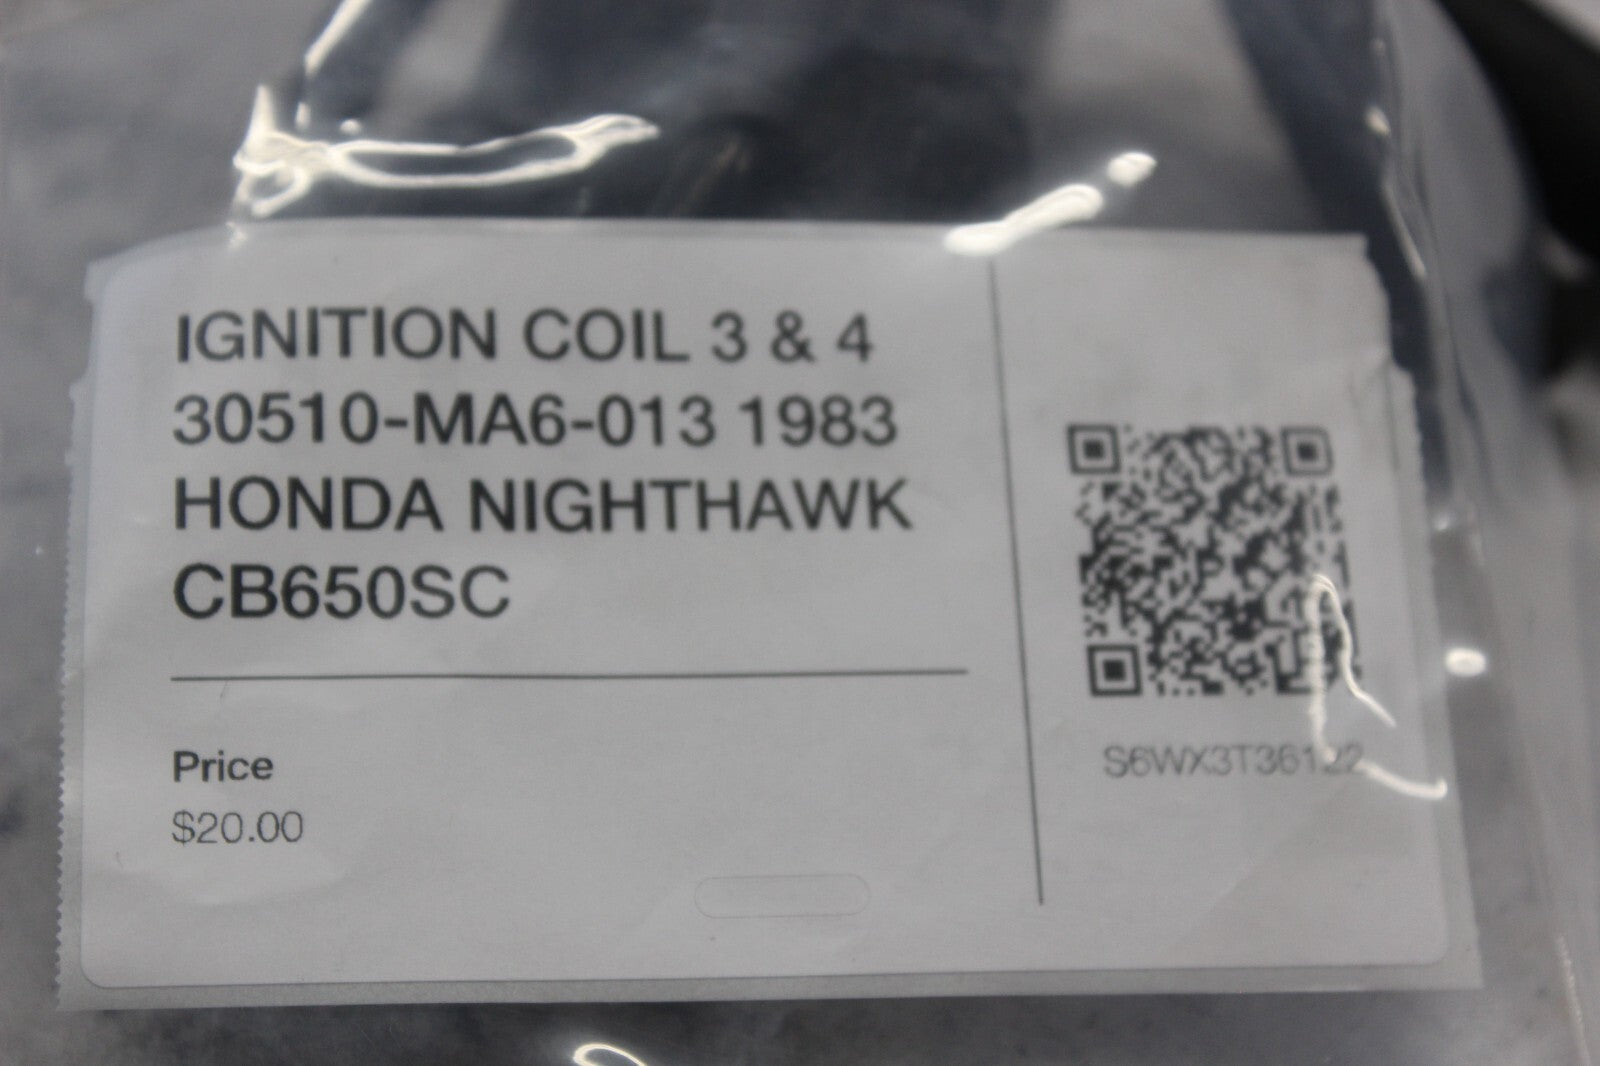 IGNITION COIL 3 & 4
30510-MA6-013 1983
HONDA NIGHTHAWK
CB650SC
Price
$20.00
S6WX3T36122